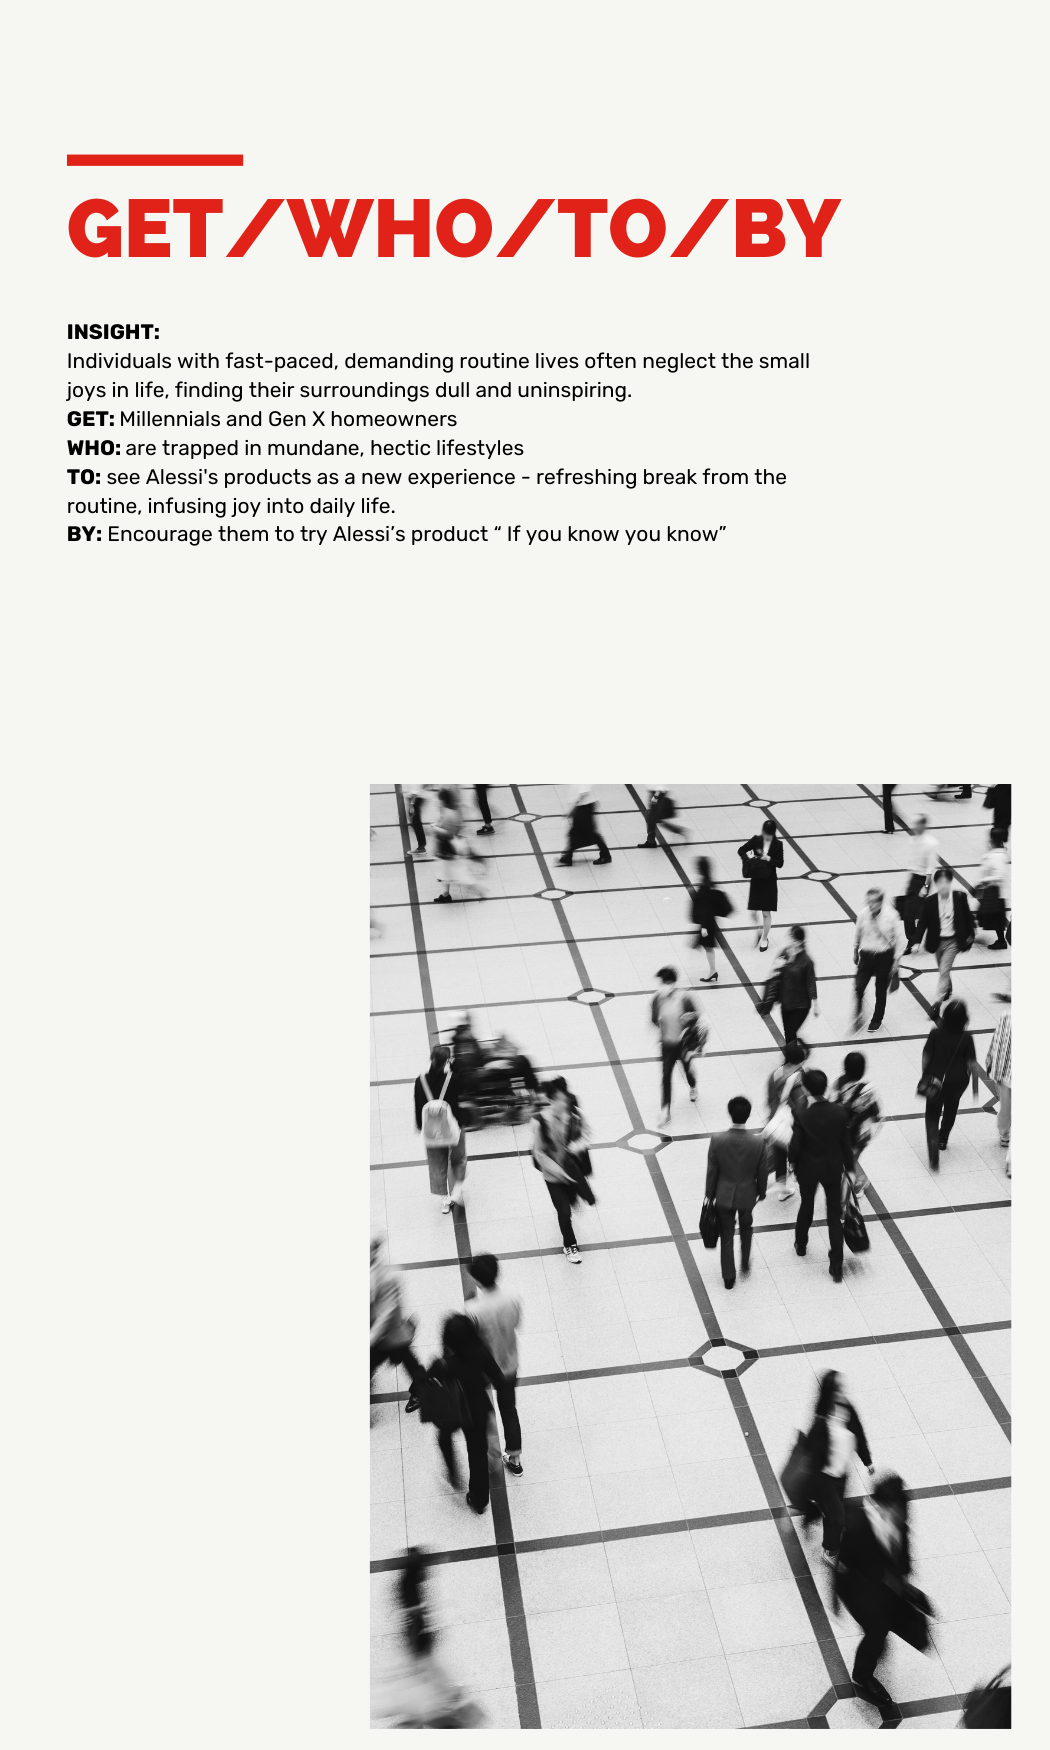 GET/WHO/TO/BY
INSIGHT:
Individuals with fast-paced, demanding routine lives often neglect the small
joys in life, finding their surroundings dull and uninspiring.
GET: Millennials and Gen X homeowners
WHO: are trapped in mundane, hectic lifestyles
TO: see Alessi's products as a new experience - refreshing break from the
routine, infusing joy into daily life.
BY: Encourage them to try Alessi’s product “ If you know you know”